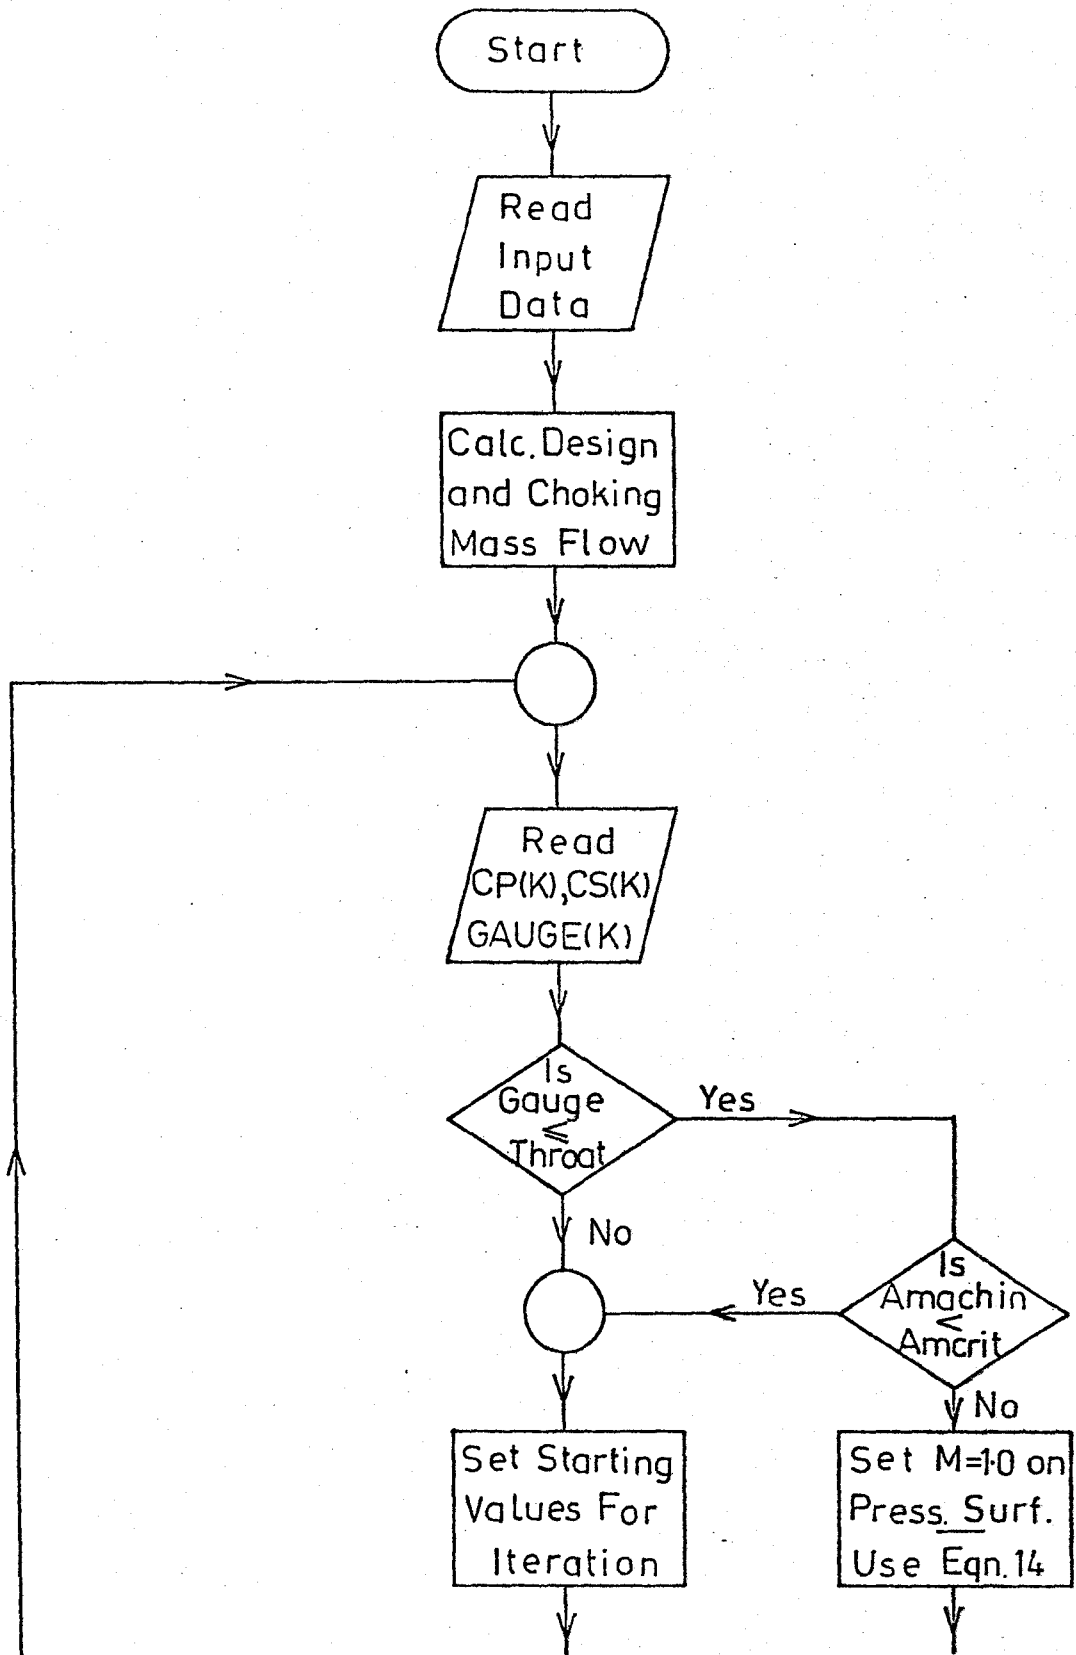 Start
Read
Input
Data
Calc. Design
and Choking
Mass Flow
Read
CP(K),CS(K)
GAUGE(K)
Is
Gauge
⩽
Throat
Yes
No
Is
Amachin
<
Amcrit
Yes
No
Set Starting
Values For
Iteration
Set M=1·0 on
Press. Surf.
Use Eqn. 14